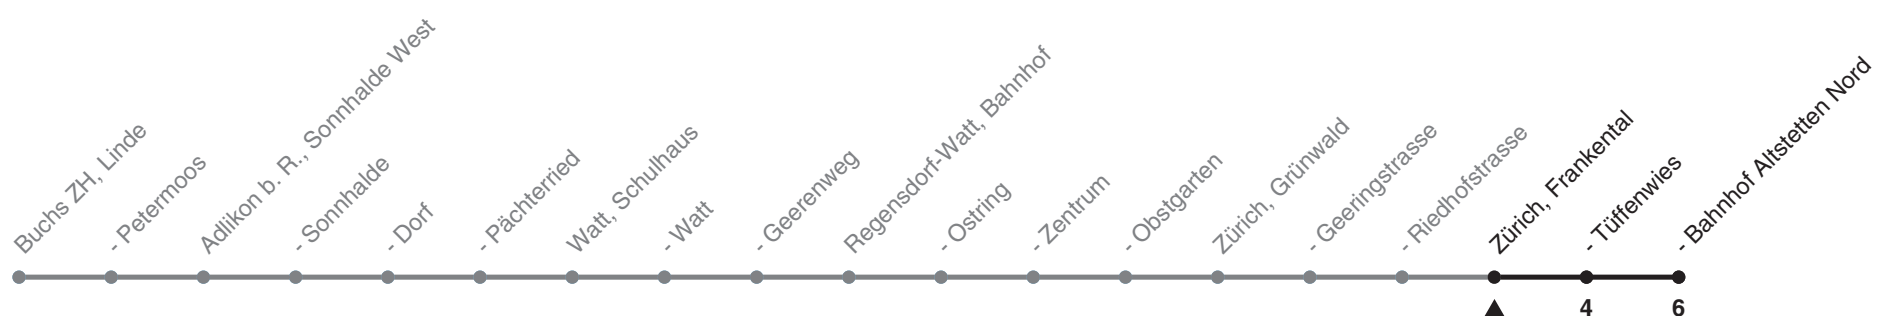 Buchs ZH, Linde
- Petermoos
Adlikon b. R., Sonnhalde West
- Sonnhalde
- Dorf
- Pächterried
Watt, Schulhaus
- Watt
- Geerenweg
Regensdorf-Watt, Bahnhof
- Ostring
- Zentrum
- Obstgarten
Zürich, Grünwald
- Geeringstrasse
- Riedhofstrasse
Zürich, Frankental
- Tüffenwies
- Bahnhof Altstetten Nord
4
6